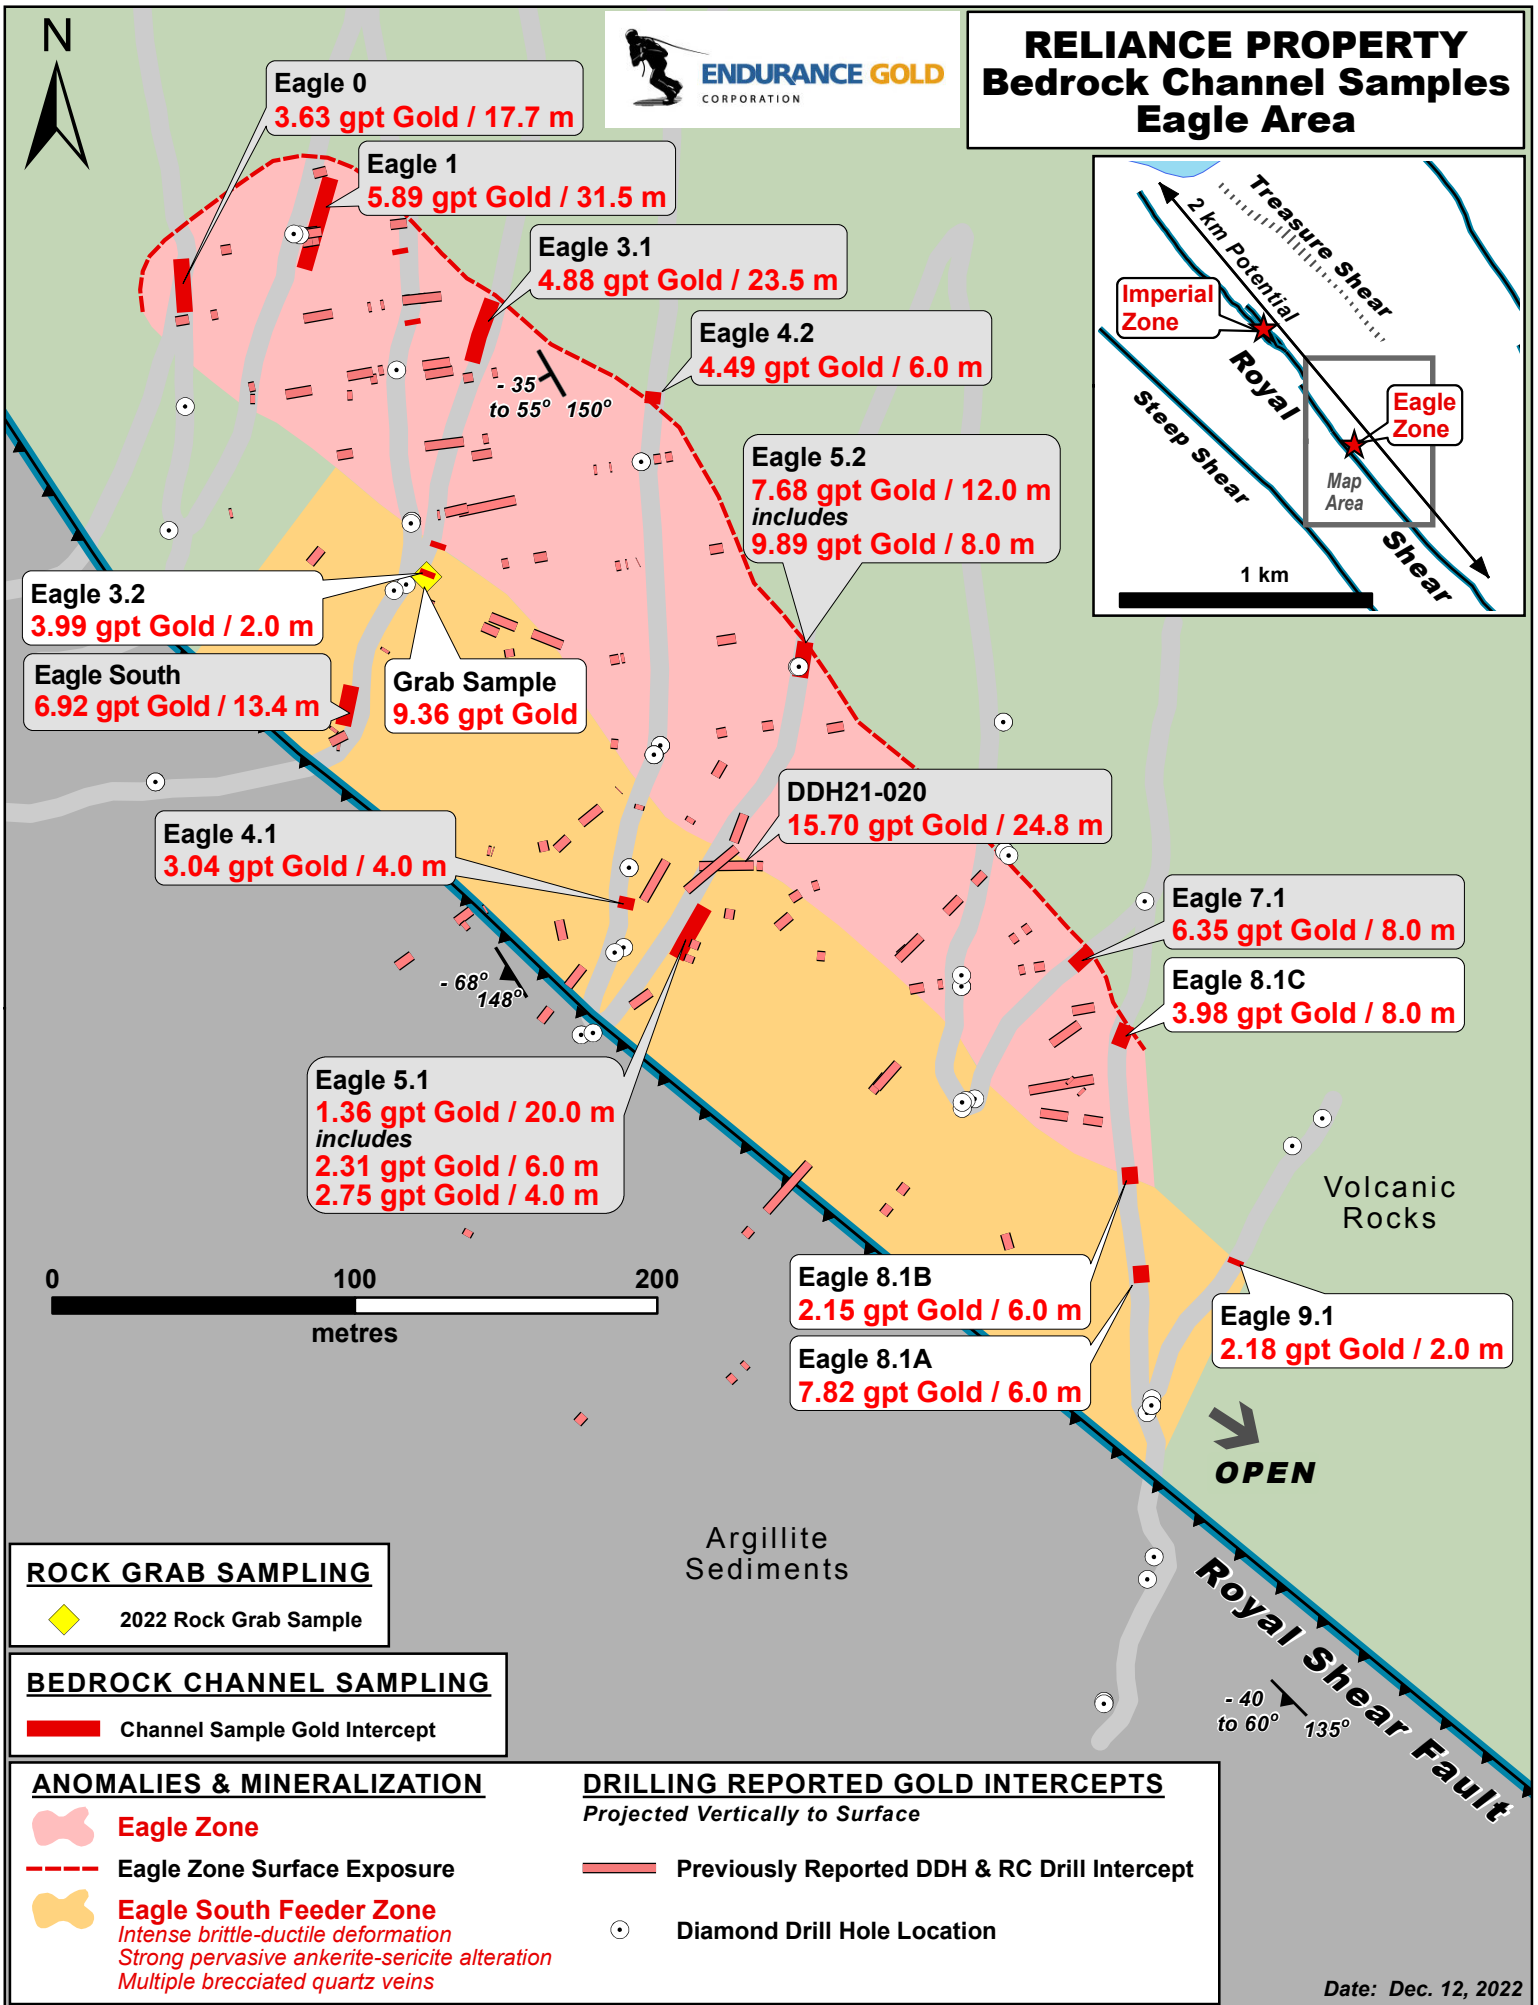 N
ENDURANCE GOLD
CORPORATION
RELIANCE PROPERTY
Bedrock Channel Samples
Eagle Area
Eagle 0
3.63 gpt Gold / 17.7 m
Eagle 1
5.89 gpt Gold / 31.5 m
Eagle 3.1
4.88 gpt Gold / 23.5 m
Eagle 4.2
4.49 gpt Gold / 6.0 m
- 35
to 55° 150°
Eagle 5.2
7.68 gpt Gold / 12.0 m
includes
9.89 gpt Gold / 8.0 m
Treasure Shear
2 km Potential
Imperial
Zone
Royal
Shear
Steep Shear
Eagle
Zone
Map
Area
1 km
Eagle 3.2
3.99 gpt Gold / 2.0 m
Eagle South
6.92 gpt Gold / 13.4 m
Grab Sample
9.36 gpt Gold
DDH21-020
15.70 gpt Gold / 24.8 m
Eagle 4.1
3.04 gpt Gold / 4.0 m
Eagle 7.1
6.35 gpt Gold / 8.0 m
- 68°
148°
Eagle 8.1C
3.98 gpt Gold / 8.0 m
Eagle 5.1
1.36 gpt Gold / 20.0 m
includes
2.31 gpt Gold / 6.0 m
2.75 gpt Gold / 4.0 m
Volcanic
Rocks
0 100 200
metres
Eagle 8.1B
2.15 gpt Gold / 6.0 m
Eagle 9.1
2.18 gpt Gold / 2.0 m
Eagle 8.1A
7.82 gpt Gold / 6.0 m
OPEN
Argillite
Sediments
Royal Shear Fault
- 40
to 60° 135°
ROCK GRAB SAMPLING
2022 Rock Grab Sample
BEDROCK CHANNEL SAMPLING
Channel Sample Gold Intercept
ANOMALIES & MINERALIZATION
Eagle Zone
Eagle Zone Surface Exposure
Eagle South Feeder Zone
Intense brittle-ductile deformation
Strong pervasive ankerite-sericite alteration
Multiple brecciated quartz veins
DRILLING REPORTED GOLD INTERCEPTS
Projected Vertically to Surface
Previously Reported DDH & RC Drill Intercept
Diamond Drill Hole Location
Date: Dec. 12, 2022